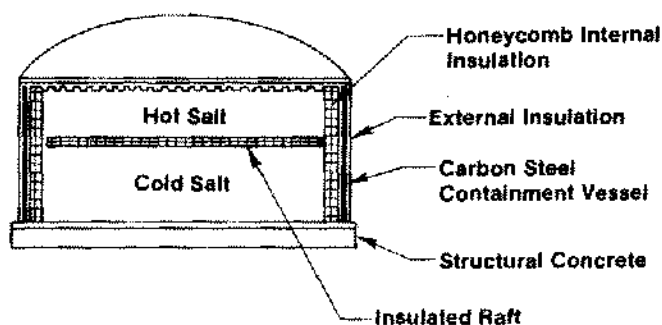 Honeycomb Internal
Insulation
Hot Salt
External Insulation
Cold Salt
Carbon Steel
Containment Vessel
Structural Concrete
Insulated Raft